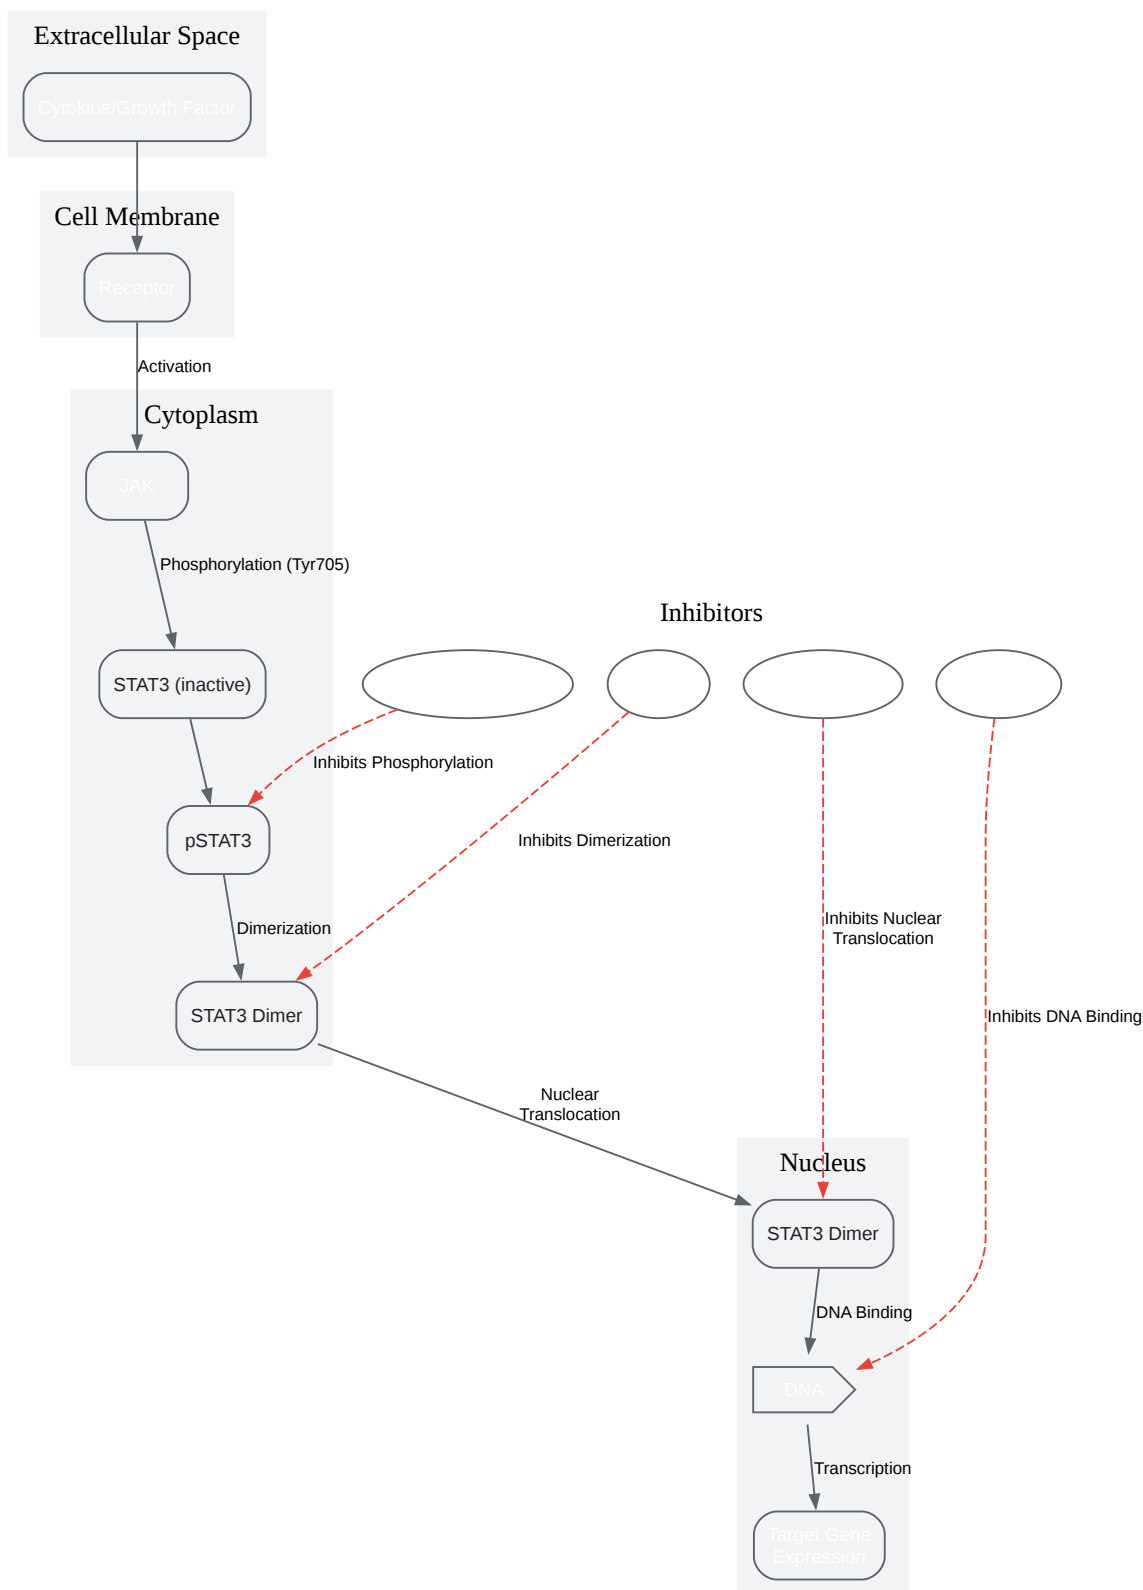 Extracellular Space
Cytokine/Growth Factor
Cell Membrane
Receptor
Activation
Cytoplasm
JAK
Phosphorylation (Tyr705)
Inhibitors
STAT3 (inactive)
Inhibits Phosphorylation
pSTAT3
Inhibits Dimerization
Dimerization
Inhibits Nuclear
Translocation
STAT3 Dimer
Inhibits DNA Binding
Nuclear
Translocation
Nucleus
STAT3 Dimer
DNA Binding
DNA
Transcription
Target Gene
Expression